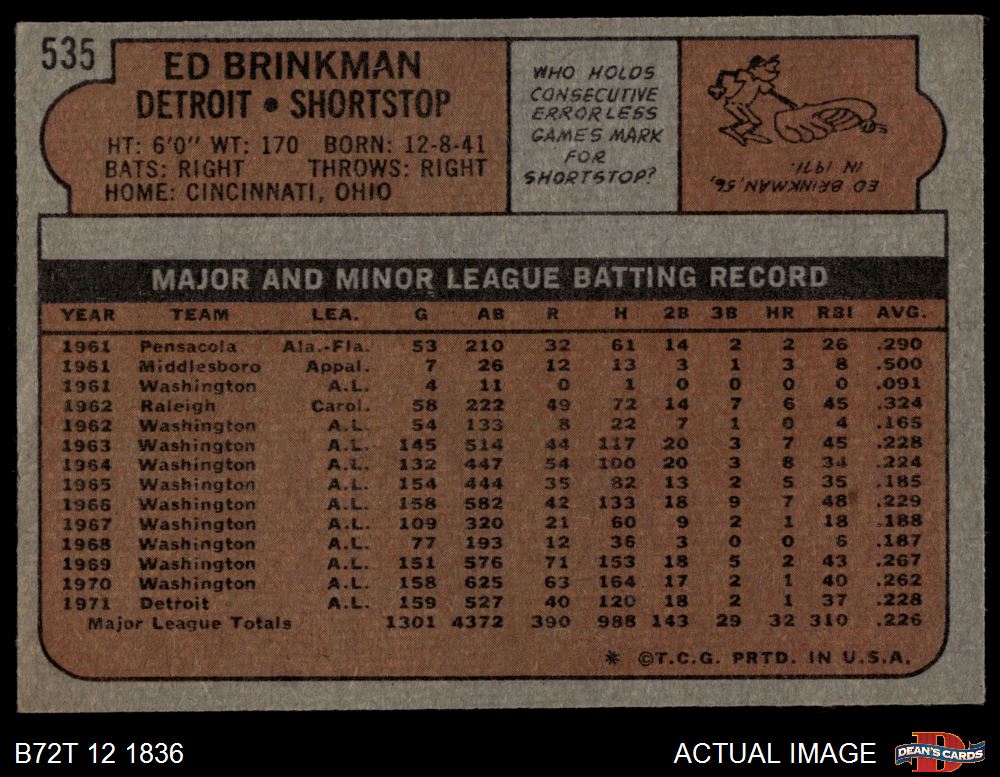 535
ED BRINKMAN
DETROIT • SHORTSTOP
HT: 6'0" WT: 170 BORN: 12-8-41
BATS: RIGHT THROWS: RIGHT
HOME: CINCINNATI, OHIO
WHO HOLDS
CONSECUTIVE
ERRORLESS
GAMES MARK
FOR
SHORTSTOP?
ED BRINKMAN, 56,
IN 1971.
MAJOR AND MINOR LEAGUE BATTING RECORD
YEAR TEAM LEA. G AB R H 2B 3B HR RBI AVG.
1961 Pensacola Ala.-Fla. 53 210 32 61 14 2 2 26 .290
1961 Middlesboro Appal. 7 26 12 13 3 1 3 8 .500
1961 Washington A.L. 4 11 0 1 0 0 0 0 .091
1962 Raleigh Carol. 58 222 49 72 14 7 6 45 .324
1962 Washington A.L. 54 133 8 22 7 1 0 4 .165
1963 Washington A.L. 145 514 44 117 20 3 7 45 .228
1964 Washington A.L. 132 447 54 100 20 3 8 34 .224
1965 Washington A.L. 154 444 35 82 13 2 5 35 .185
1966 Washington A.L. 158 582 42 133 18 9 7 48 .229
1967 Washington A.L. 109 320 21 60 9 2 1 18 .188
1968 Washington A.L. 77 193 12 36 3 0 0 6 .187
1969 Washington A.L. 151 576 71 153 18 5 2 43 .267
1970 Washington A.L. 158 625 63 164 17 2 1 40 .262
1971 Detroit A.L. 159 527 40 120 18 2 1 37 .228
Major League Totals 1301 4372 390 988 143 29 32 310 .226
* ©T.C.G. PRTD. IN U.S.A.
B72T 12 1836
ACTUAL IMAGE
DEAN'S CARDS